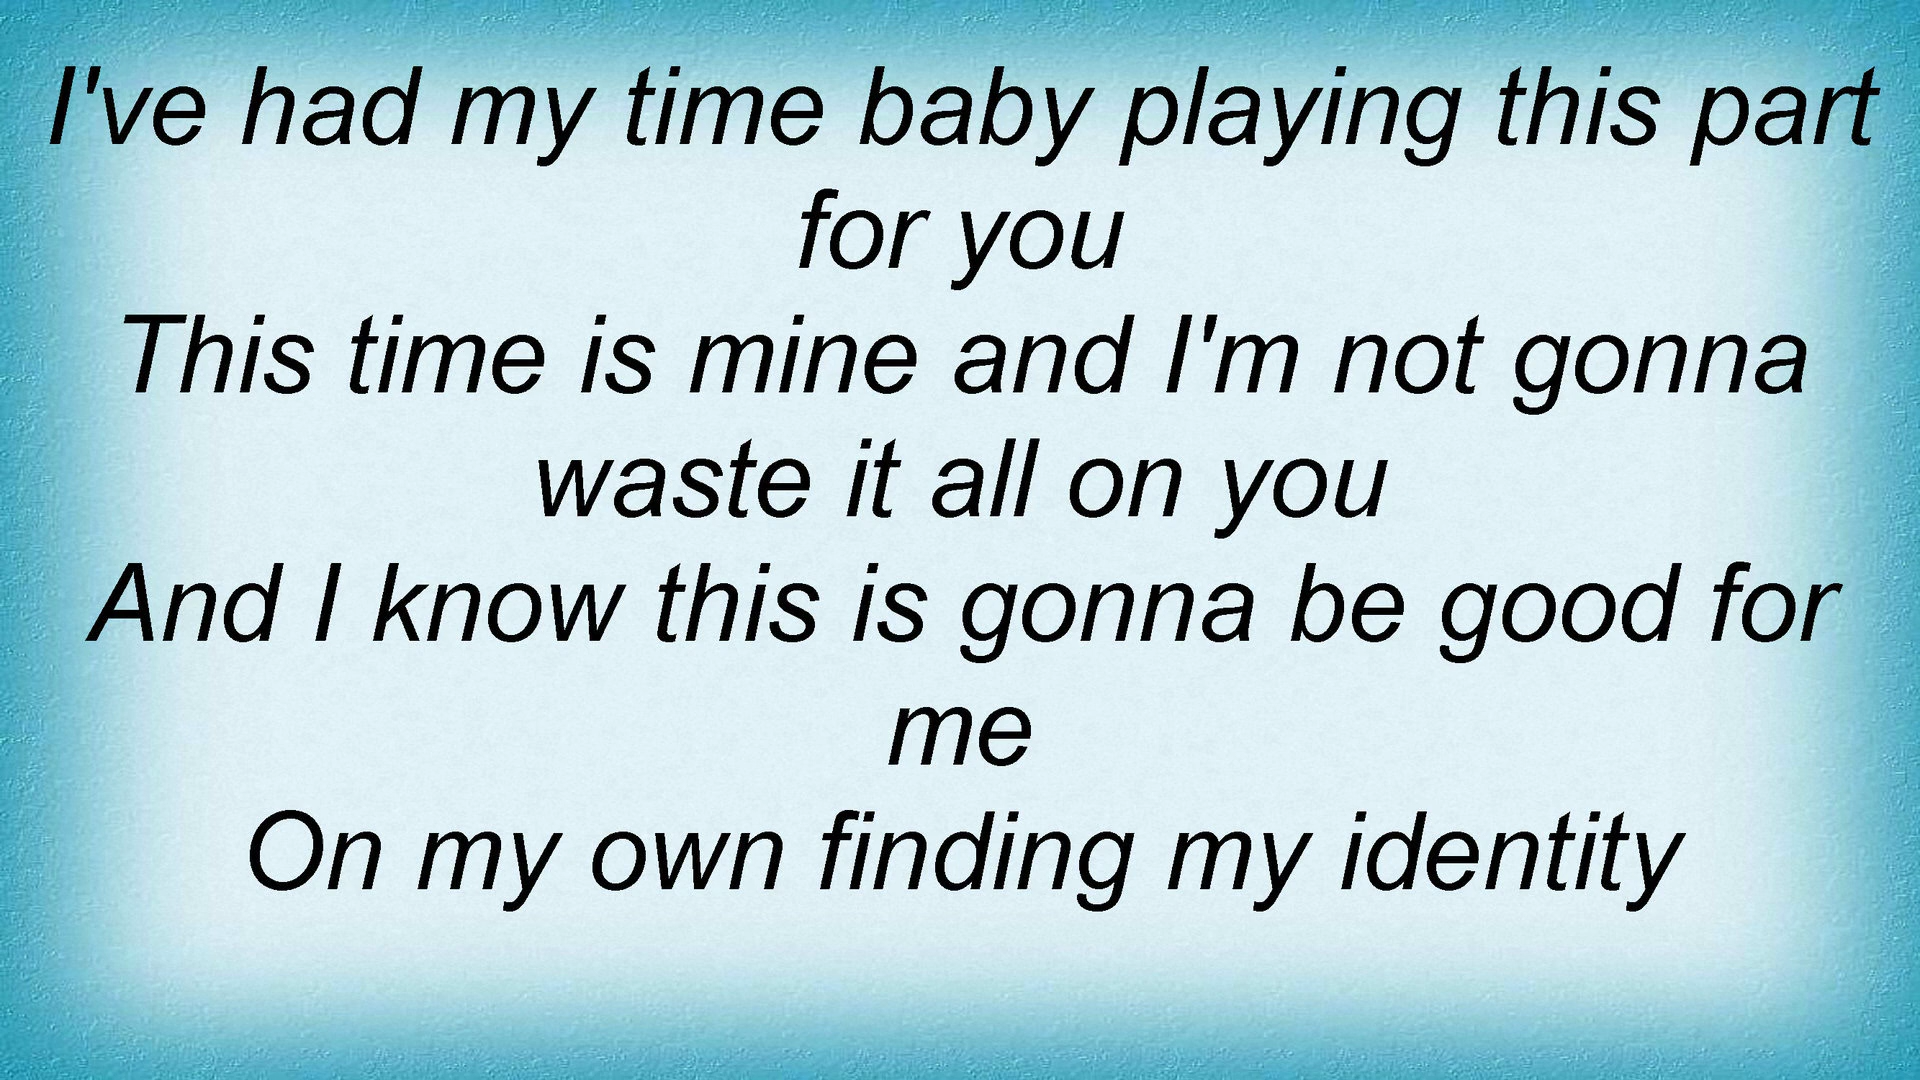 I've had my time baby playing this part
for you
This time is mine and I'm not gonna
waste it all on you
And I know this is gonna be good for
me
On my own finding my identity